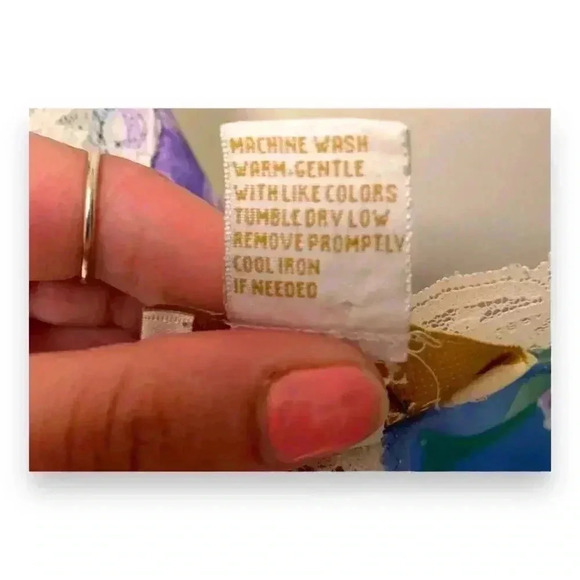 MACHINE WASH
WARM, GENTLE
WITH LIKE COLORS
TUMBLE DRY LOW
REMOVE PROMPTLY
COOL IRON
IF NEEDED